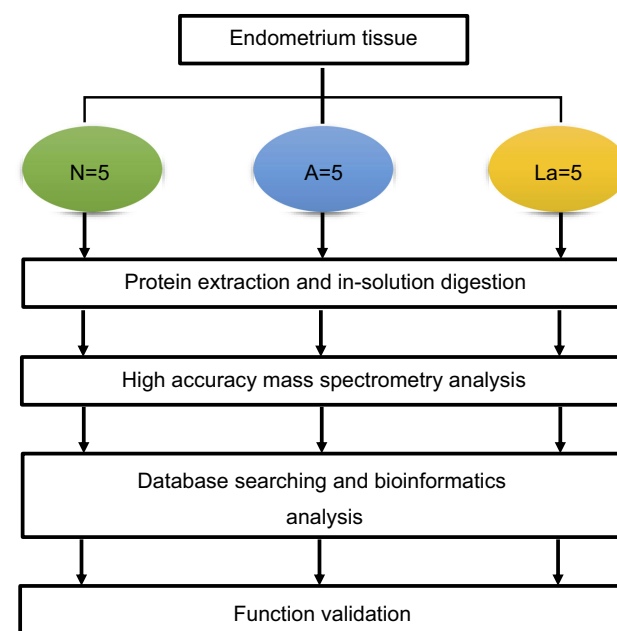 Endometrium tissue
N=5
A=5
La=5
Protein extraction and in-solution digestion
High accuracy mass spectrometry analysis
Database searching and bioinformatics
analysis
Function validation